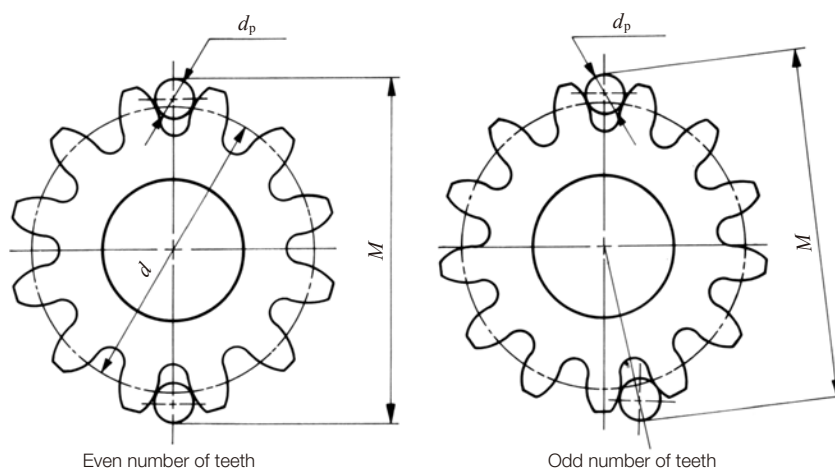 dp
dp
M
M
d
Even number of teeth
Odd number of teeth